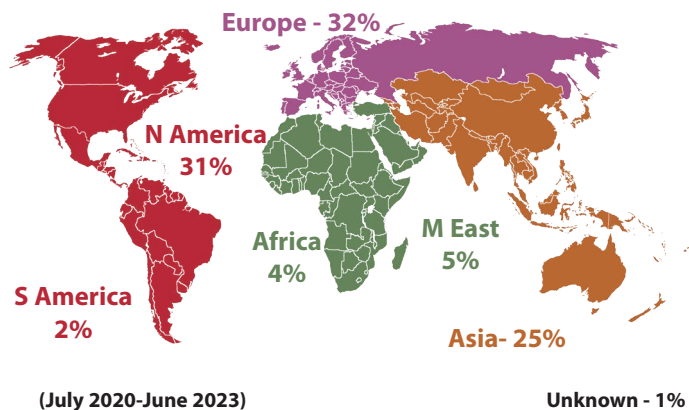 Europe - 32%
N America
31%
Africa
4%
M East
5%
S America
2%
Asia- 25%
(July 2020-June 2023)
Unknown - 1%